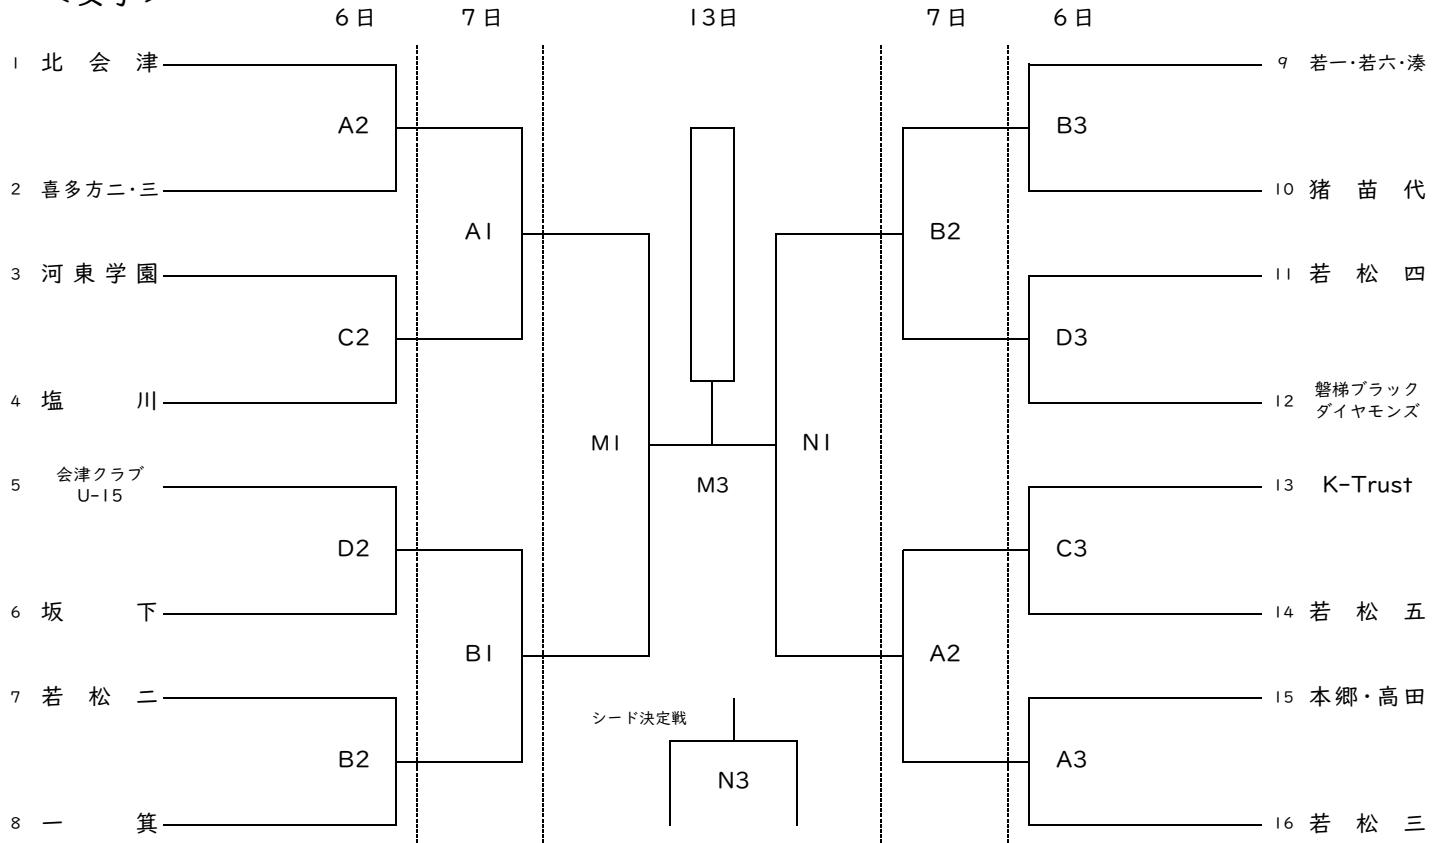 6日 7日 13日 7日 6日
1 北会津
A2
2 喜多方二・三
A1
3 河東学園
C2
4 塩川
M1
5 会津クラブ
U-15
D2
6 坂下
B1
7 若松二
B2
8 一箕
M3
シード決定戦
N3
9 若一・若六・湊
B3
10 猪苗代
B2
11 若松四
D3
12 磐梯ブラック
ダイヤモンズ
N1
13 K-Trust
C3
14 若松五
A2
15 本郷・高田
A3
16 若松三